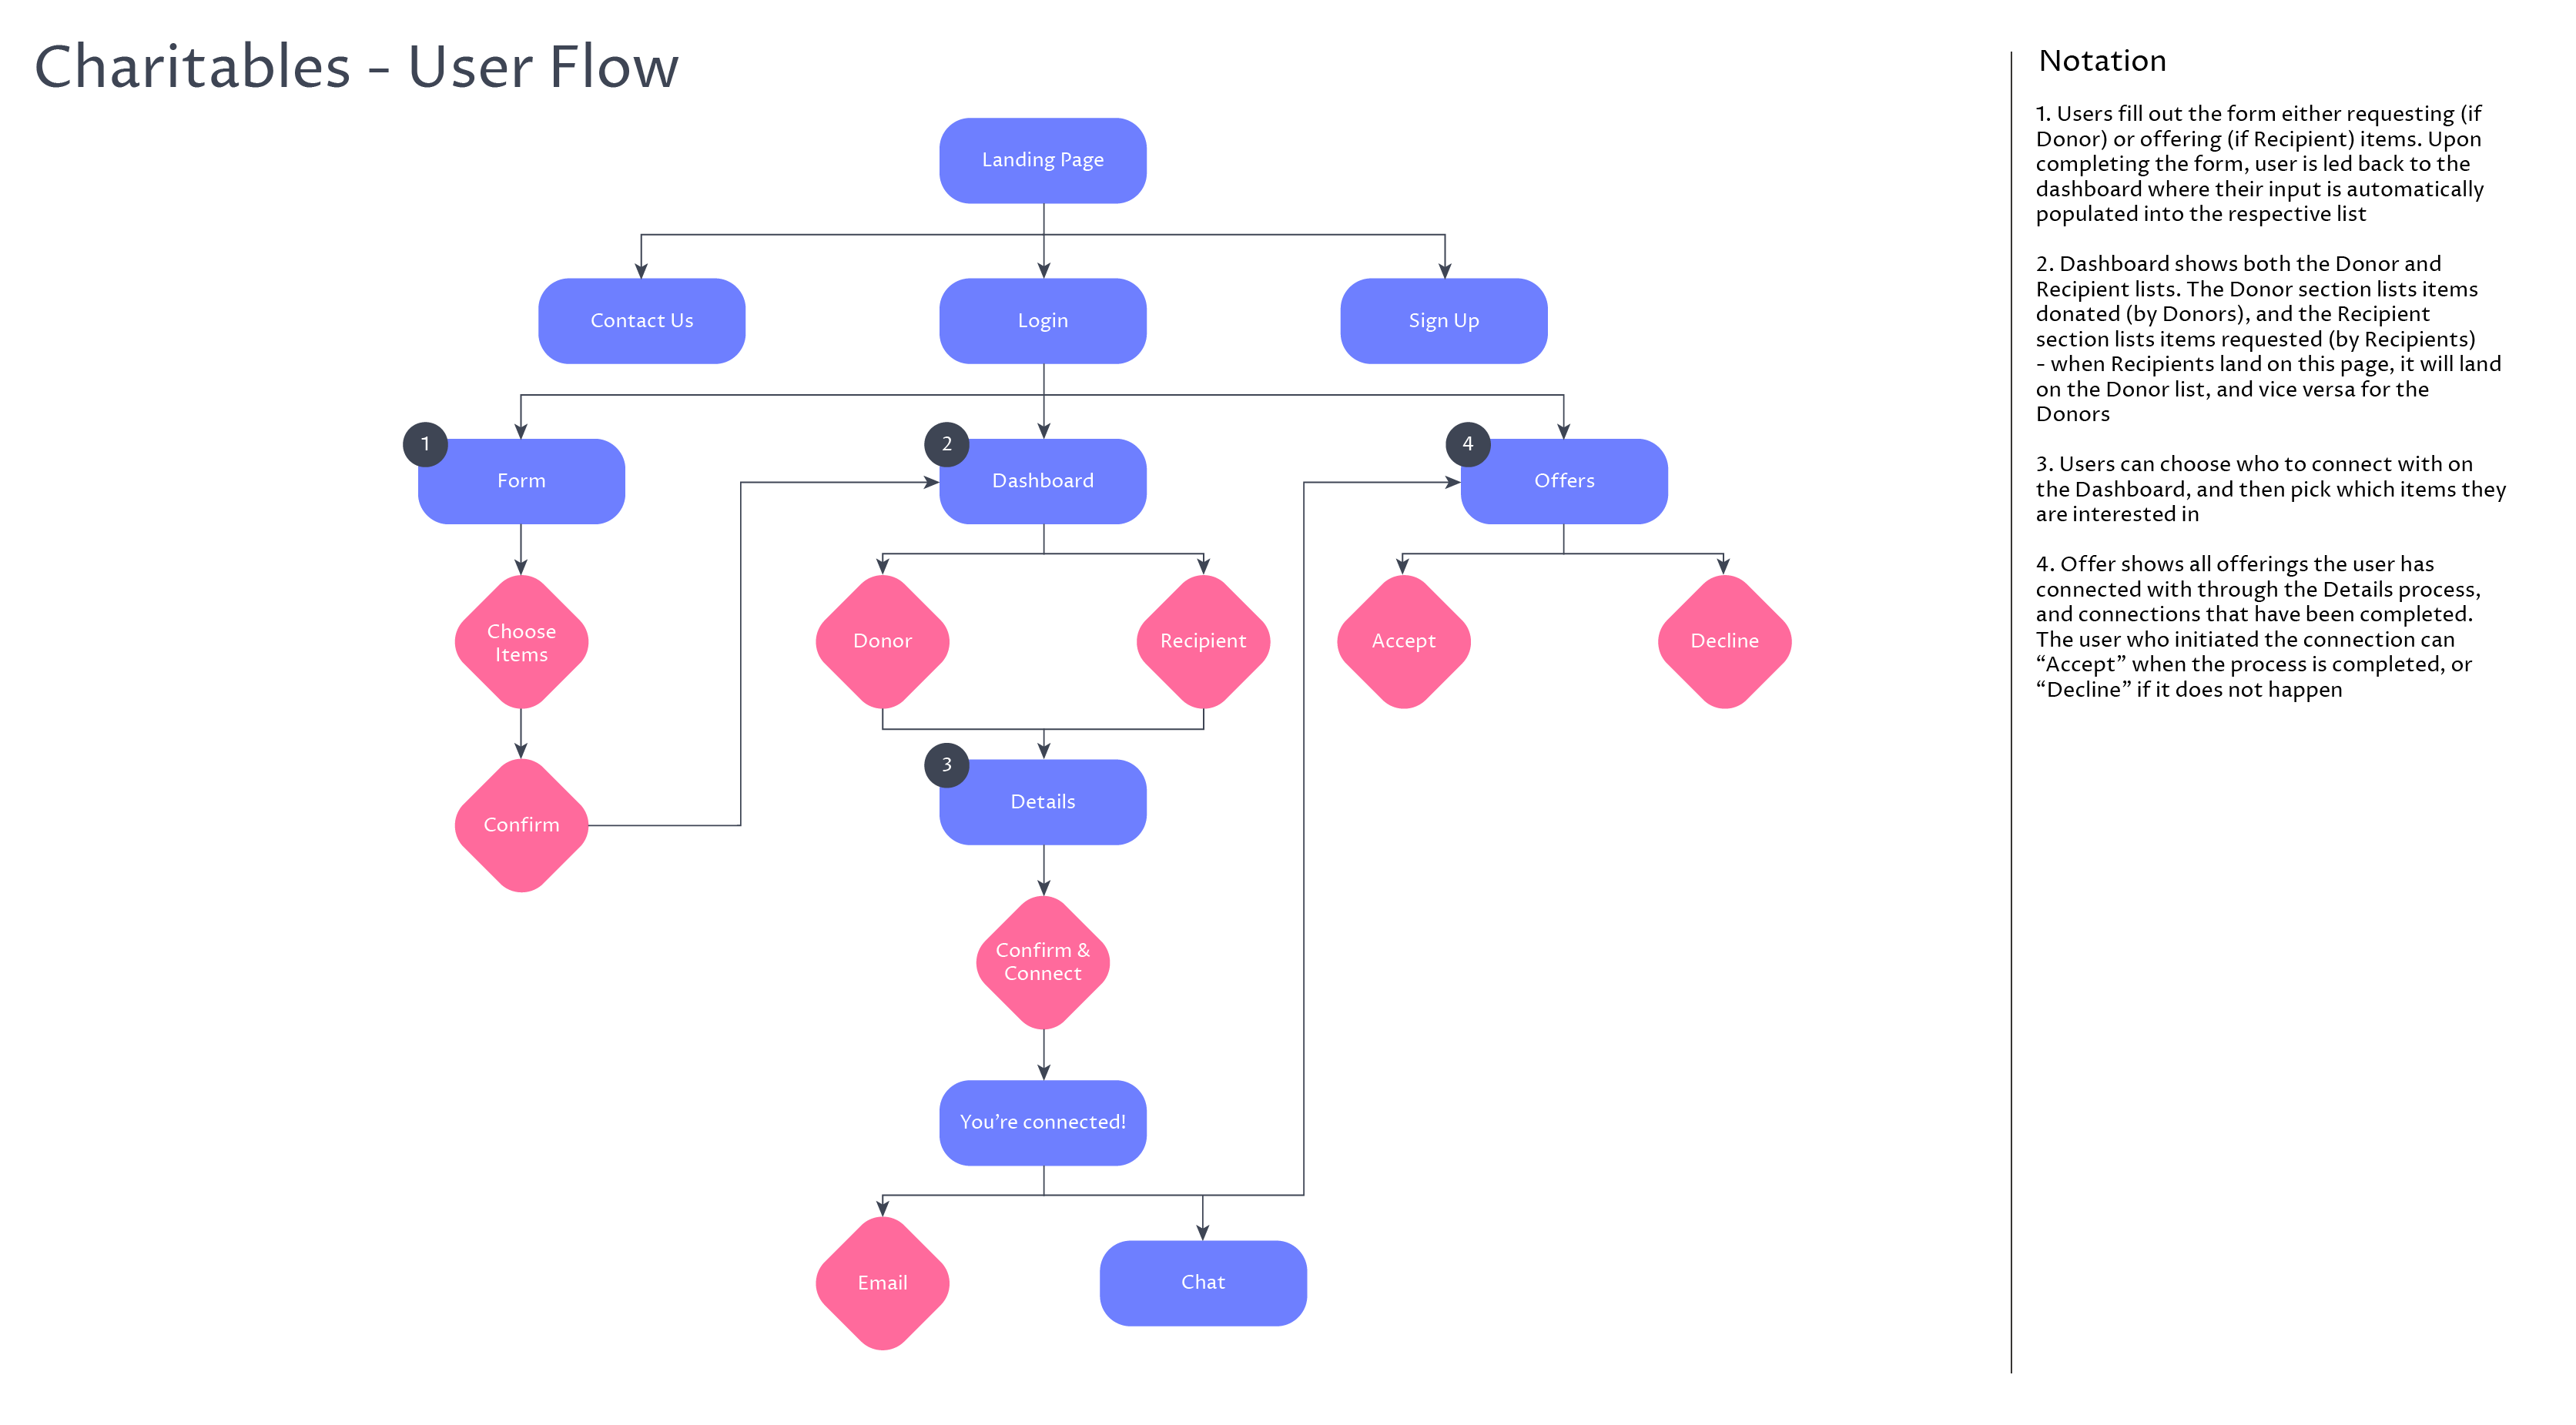 Charitables - User Flow
Landing Page
Contact Us
Login
Sign Up
1
Form
2
Dashboard
4
Offers
Choose
Items
Donor
Recipient
Accept
Decline
Confirm
3
Details
Confirm &
Connect
You’re connected!
Email
Chat
Notation
1. Users fill out the form either requesting (if
Donor) or offering (if Recipient) items. Upon
completing the form, user is led back to the
dashboard where their input is automatically
populated into the respective list
2. Dashboard shows both the Donor and
Recipient lists. The Donor section lists items
donated (by Donors), and the Recipient
section lists items requested (by Recipients)
- when Recipients land on this page, it will land
on the Donor list, and vice versa for the
Donors
3. Users can choose who to connect with on
the Dashboard, and then pick which items they
are interested in
4. Offer shows all offerings the user has
connected with through the Details process,
and connections that have been completed.
The user who initiated the connection can
“Accept” when the process is completed, or
“Decline” if it does not happen